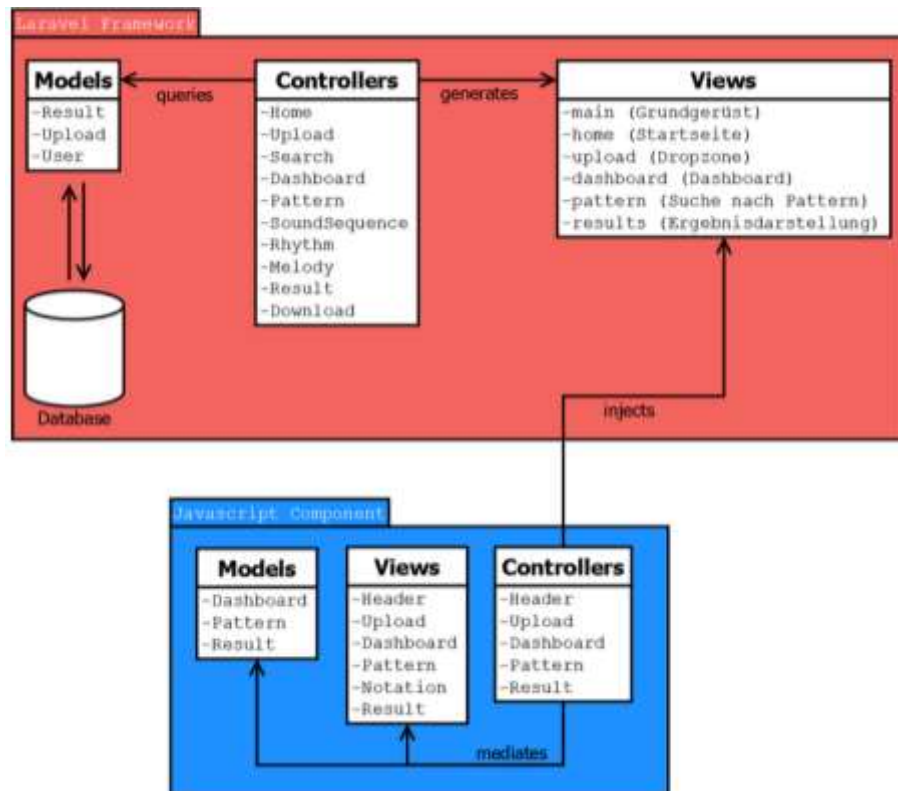 Laravel Framework
Models
-Result
-Upload
-User
queries
Controllers
-Home
-Upload
-Search
-Dashboard
-Pattern
-SoundSequence
-Rhythm
-Melody
-Result
-Download
generates
Views
-main (Grundgerüst)
-home (Startseite)
-upload (Dropzone)
-dashboard (Dashboard)
-pattern (Suche nach Pattern)
-results (Ergebnisdarstellung)
Database
injects
Javascript Component
Models
-Dashboard
-Pattern
-Result
Views
-Header
-Upload
-Dashboard
-Pattern
-Notation
-Result
Controllers
-Header
-Upload
-Dashboard
-Pattern
-Result
mediates